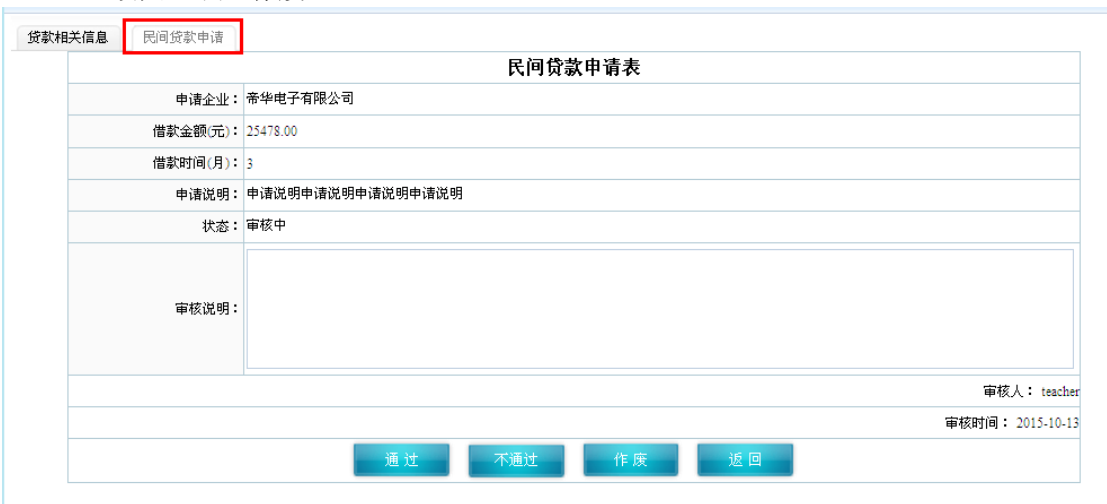 贷款相关信息 民间贷款申请
民间贷款申请表
申请企业： 帝华电子有限公司
借款金额(元)： 25478.00
借款时间(月)： 3
申请说明： 申请说明申请说明申请说明申请说明
状态： 审核中
审核说明：
审核人： teacher
审核时间： 2015-10-13
通过 不通过 作废 返回